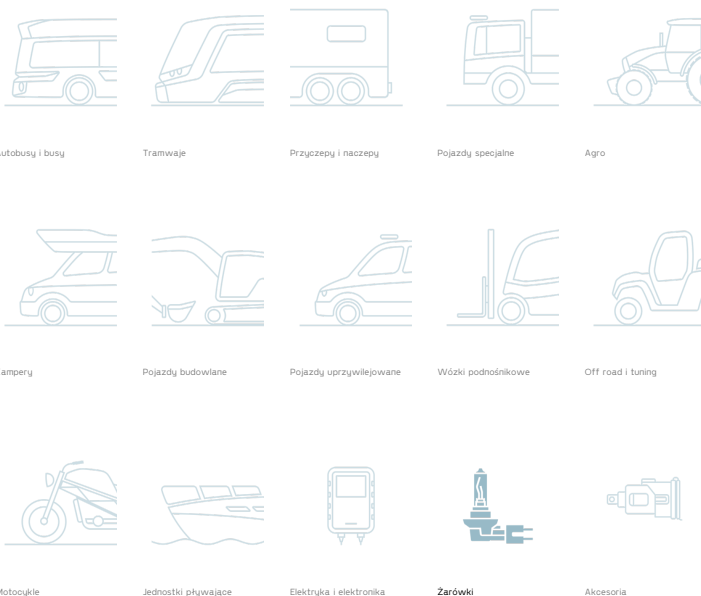 utobusy i busy
Tramwaje
Przyczepy i naczepy
Pojazdy specjalne
Agro
ampery
Pojazdy budowlane
Pojazdy uprzywilejowane
Wózki podnośnikowe
Off road i tuning
Motocykle
Jednostki pływające
Elektryka i elektronika
Żarówki
Akcesoria